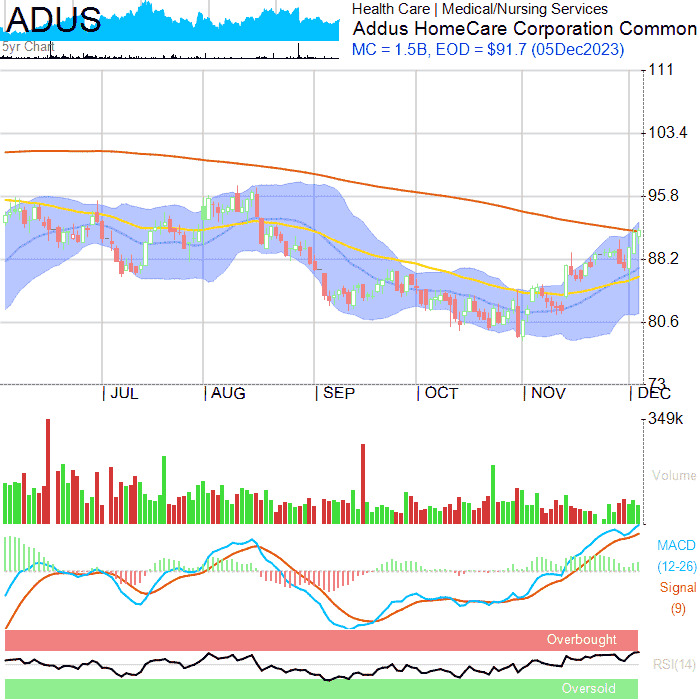 ADUS
5yr Chart
Health Care | Medical/Nursing Services
Addus HomeCare Corporation Common
MC = 1.5B, EOD = $91.7 (05Dec2023)
111
103.4
95.8
88.2
80.6
73
JUL AUG SEP OCT NOV DEC
349k
Volume
MACD
(12-26)
Signal
(9)
Overbought
RSI(14)
Oversold